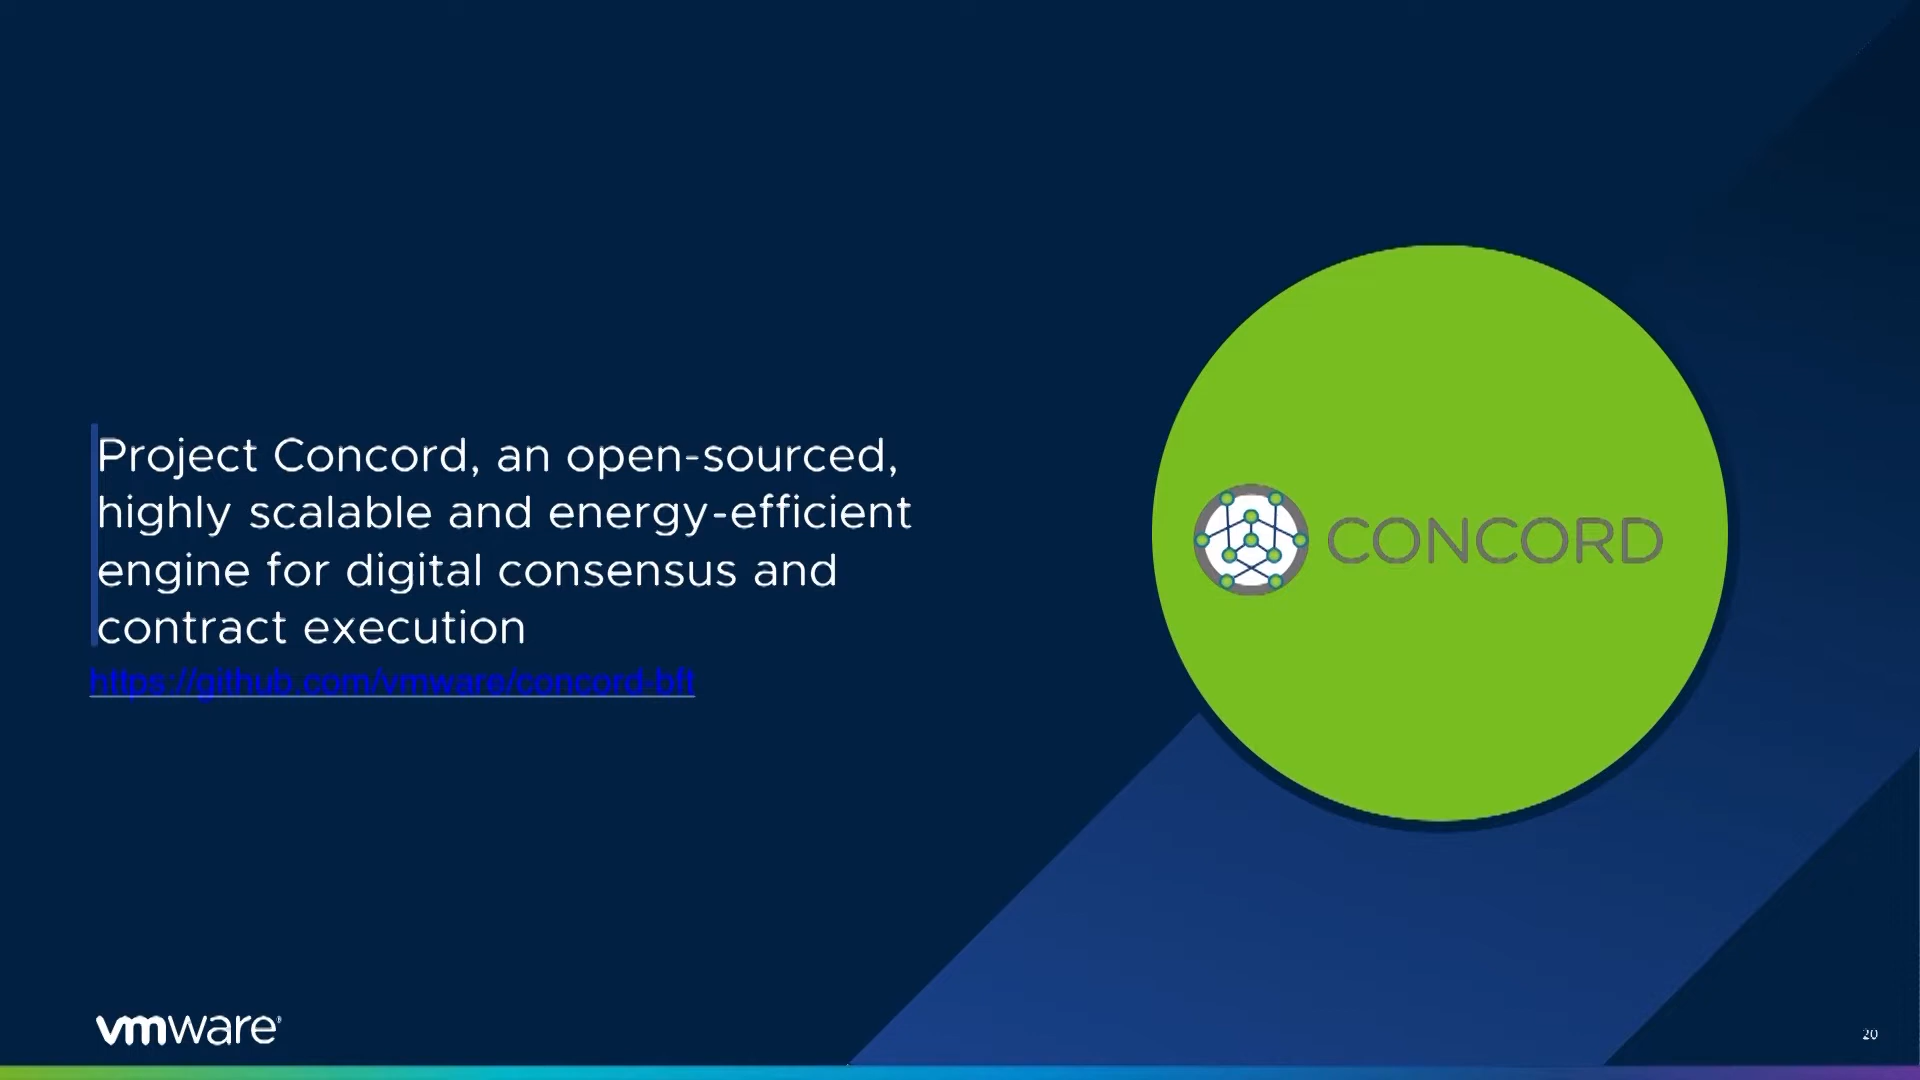 Project Concord, an open-sourced,
highly scalable and energy-efficient
engine for digital consensus and
contract execution
https://github.com/vmware/concord-bft
CONCORD
vmware®
20